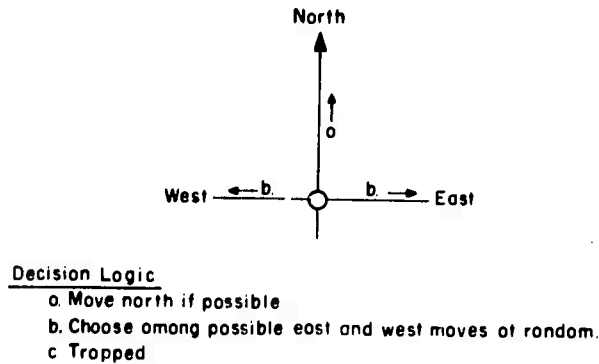 North
a
West b. b. East
Decision Logic
a. Move north if possible
b. Choose among possible east and west moves at random.
c Trapped